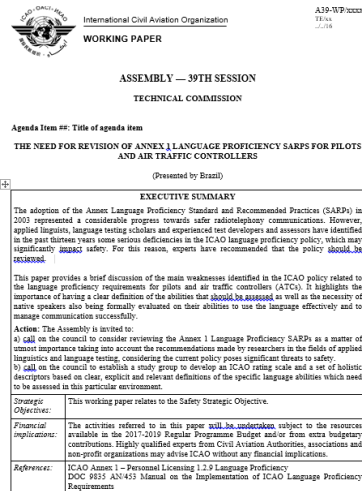 International Civil Aviation Organization
A39-WP/xxxx
TE/xx
../../16
WORKING PAPER
ASSEMBLY — 39TH SESSION
TECHNICAL COMMISSION
Agenda Item ##: Title of agenda item
THE NEED FOR REVISION OF ANNEX 1 LANGUAGE PROFICIENCY SARPS FOR PILOTS
AND AIR TRAFFIC CONTROLLERS
(Presented by Brazil)
EXECUTIVE SUMMARY
The adoption of the Annex Language Proficiency Standard and Recommended Practices (SARPs) in
2003 represented a considerable progress towards safer radiotelephony communications. However,
applied linguists, language testing scholars and experienced test developers and assessors have identified
in the past thirteen years some serious deficiencies in the ICAO language proficiency policy, which may
significantly impact safety. For this reason, experts have recommended that the policy should be
reviewed.
This paper provides a brief discussion of the main weaknesses identified in the ICAO policy related to
the language proficiency requirements for pilots and air traffic controllers (ATCs). It highlights the
importance of having a clear definition of the abilities that should be assessed as well as the necessity of
native speakers also being formally evaluated on their abilities to use the language effectively and to
manage communication successfully.
Action: The Assembly is invited to:
a) call on the council to consider reviewing the Annex 1 Language Proficiency SARPs as a matter of
utmost importance taking into account the recommendations made by researchers in the fields of applied
linguistics and language testing, considering the current policy poses significant threats to safety.
b) call on the council to establish a study group to develop an ICAO rating scale and a set of holistic
descriptors based on clear, explicit and relevant definitions of the specific language abilities which need
to be assessed in this particular environment.
Strategic
Objectives:
This working paper relates to the Safety Strategic Objective.
Financial
implications:
The activities referred to in this paper will be undertaken subject to the resources
available in the 2017-2019 Regular Programme Budget and/or from extra budgetary
contributions. Highly qualified experts from Civil Aviation Authorities, associations and
non-profit organizations may advise ICAO without any financial implications.
References:
ICAO Annex 1 – Personnel Licensing 1.2.9 Language Proficiency
DOC 9835 AN/453 Manual on the Implementation of ICAO Language Proficiency
Requirements